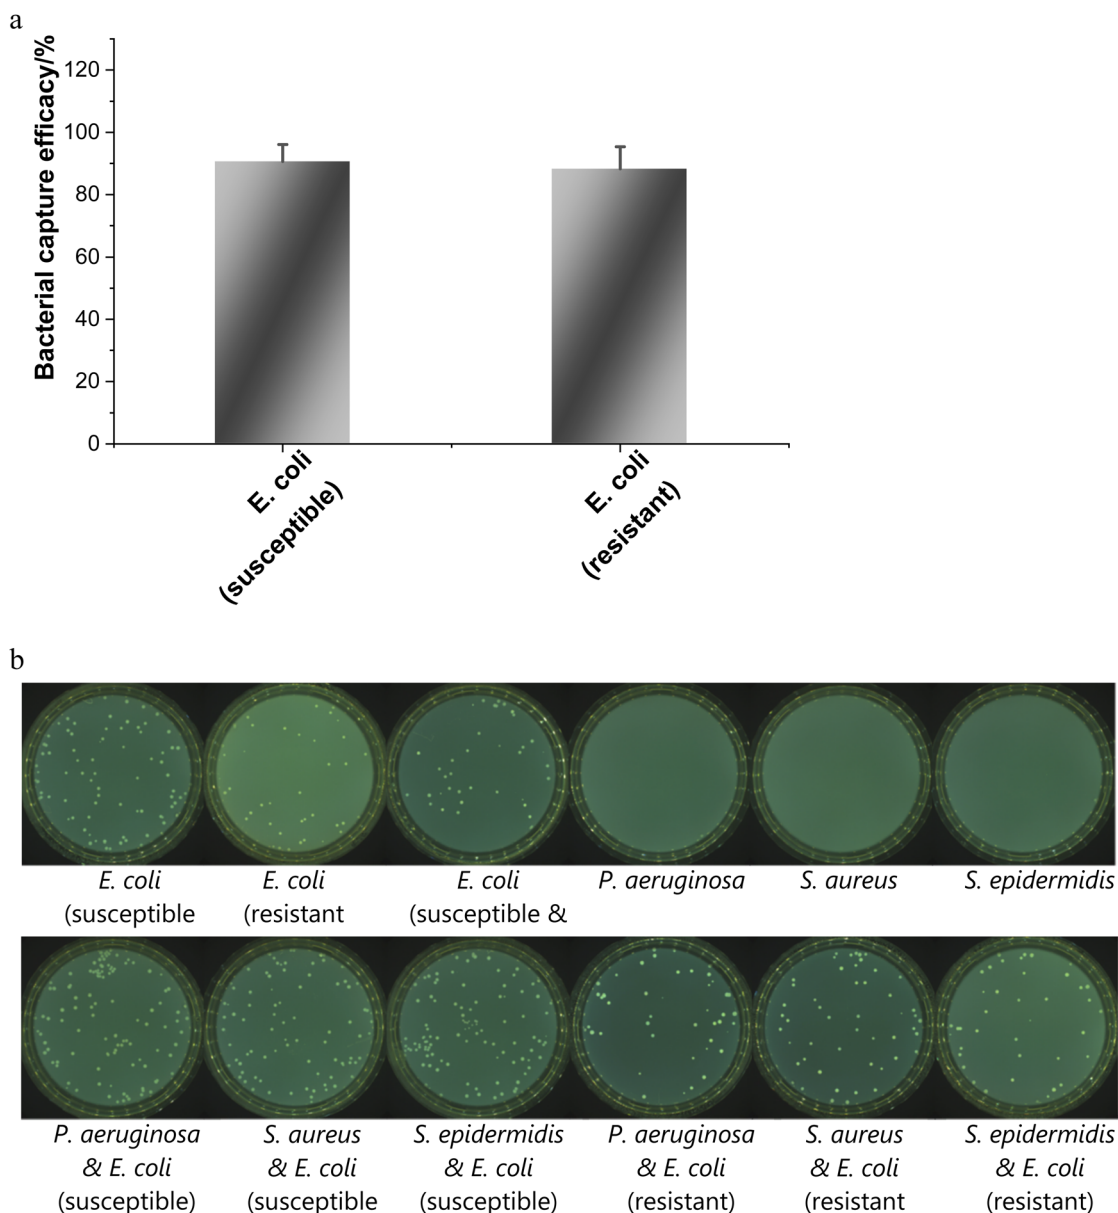 a
Bacterial capture efficacy/%
120
100
80
60
40
20
0
E. coli
(susceptible)
E. coli
(resistant)
b
E. coli
(susceptible
E. coli
(resistant
E. coli
(susceptible &
P. aeruginosa
S. aureus
S. epidermidis
P. aeruginosa
& E. coli
(susceptible)
S. aureus
& E. coli
(susceptible
S. epidermidis
& E. coli
(susceptible)
P. aeruginosa
& E. coli
(resistant)
S. aureus
& E. coli
(resistant
S. epidermidis
& E. coli
(resistant)